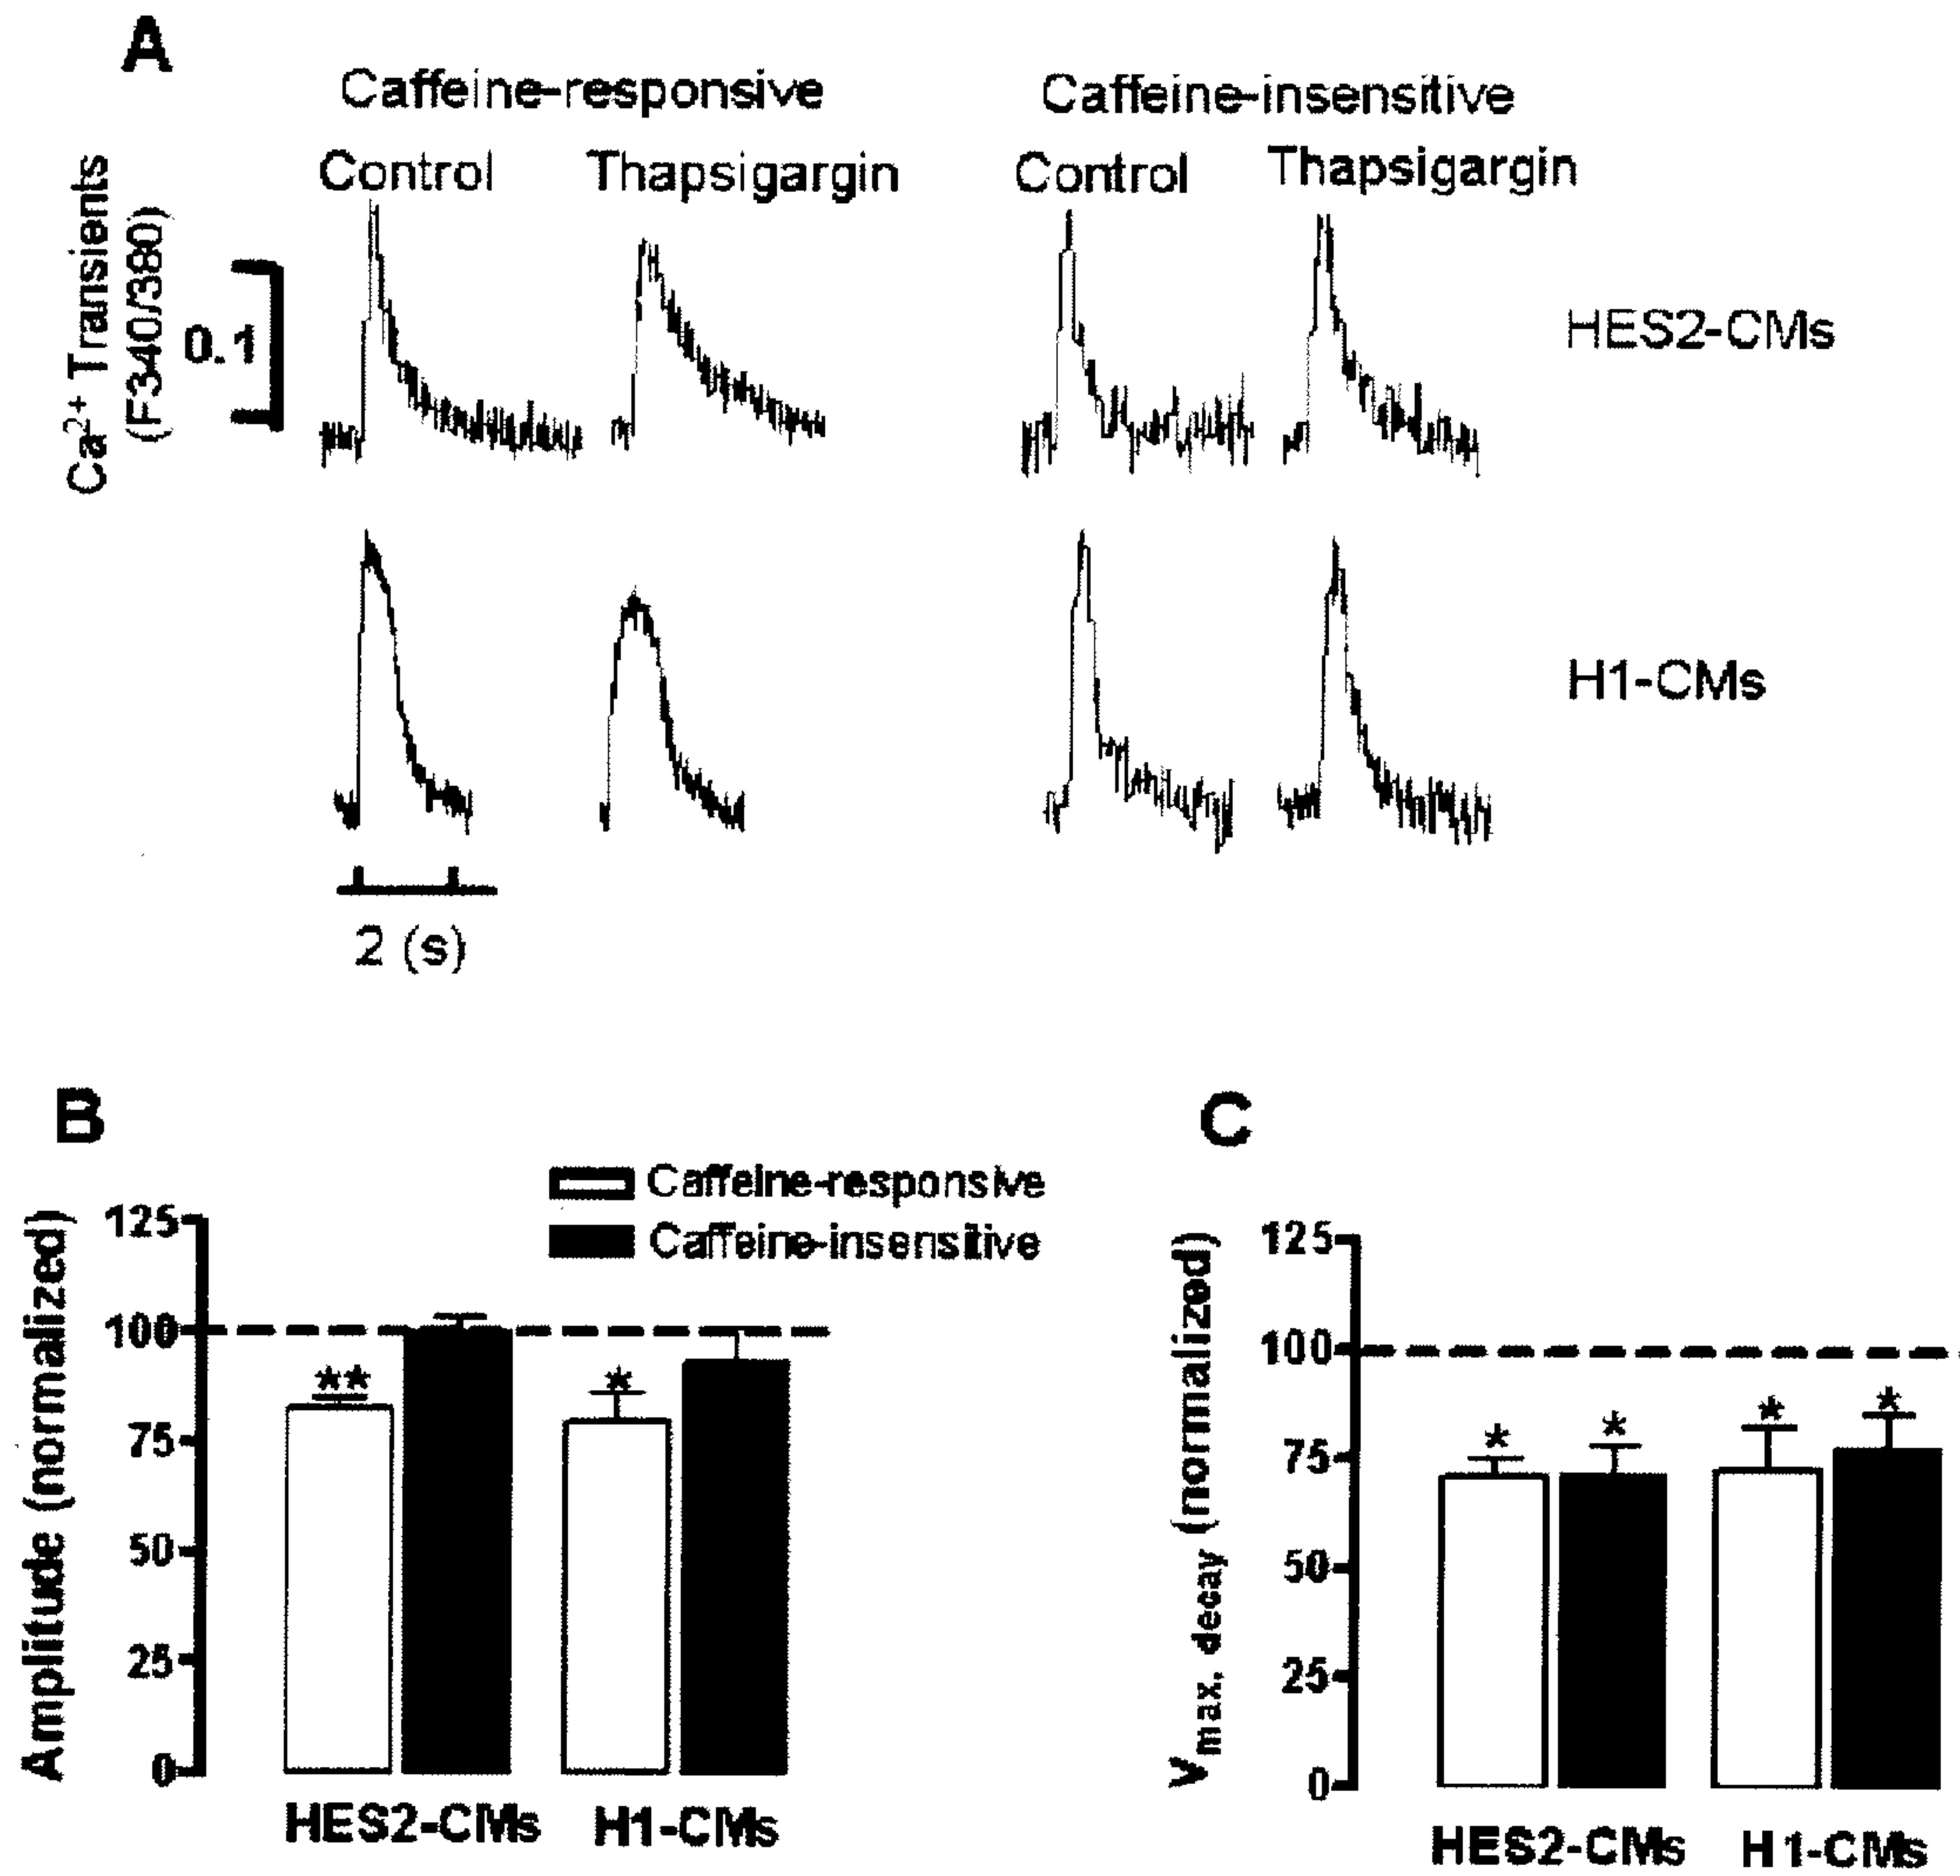 A
Caffeine-responsive
Caffeine-insensitive
Control
Thapsigargin
Control
Thapsigargin
Ca2+ Transients
(F340/380)
0.1
HES2-CMs
H1-CMs
2 (s)
B
Caffeine-responsive
Caffeine-insensitive
Amplitude (normalized)
125
100
75
50
25
0
**
*
HES2-CMs
H1-CMs
C
Vmax. decay (normalized)
125
100
75
50
25
0
*
*
*
*
HES2-CMs
H1-CMs